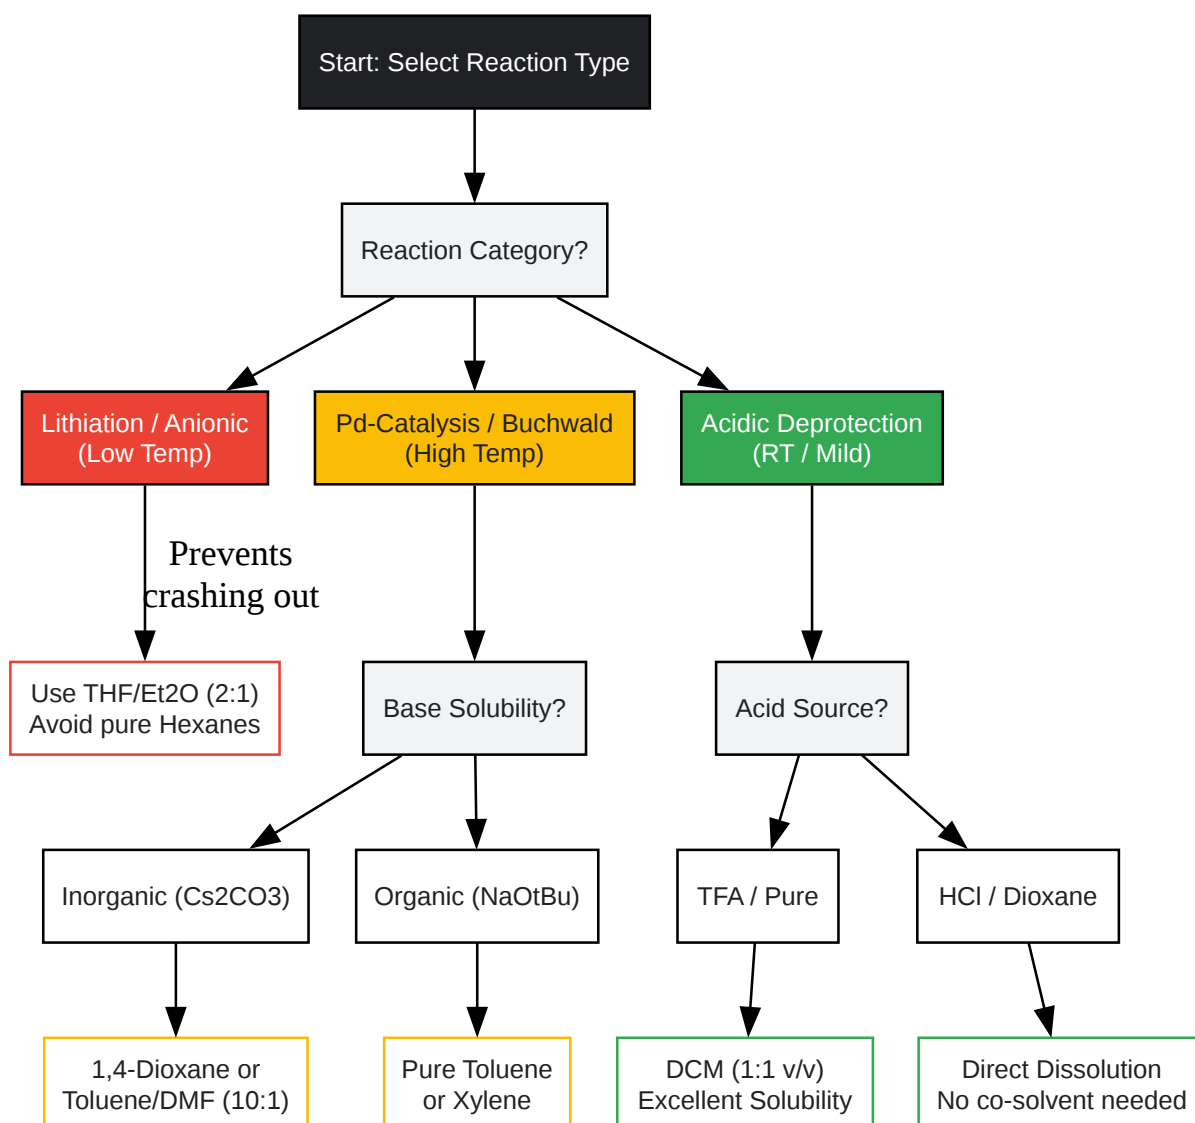 Start: Select Reaction Type
Reaction Category?
Lithiation / Anionic
(Low Temp)
Pd-Catalysis / Buchwald
(High Temp)
Acidic Deprotection
(RT / Mild)
Prevents
crashing out
Use THF/Et2O (2:1)
Avoid pure Hexanes
Base Solubility?
Acid Source?
Inorganic (Cs2CO3)
Organic (NaOtBu)
TFA / Pure
HCl / Dioxane
1,4-Dioxane or
Toluene/DMF (10:1)
Pure Toluene
or Xylene
DCM (1:1 v/v)
Excellent Solubility
Direct Dissolution
No co-solvent needed